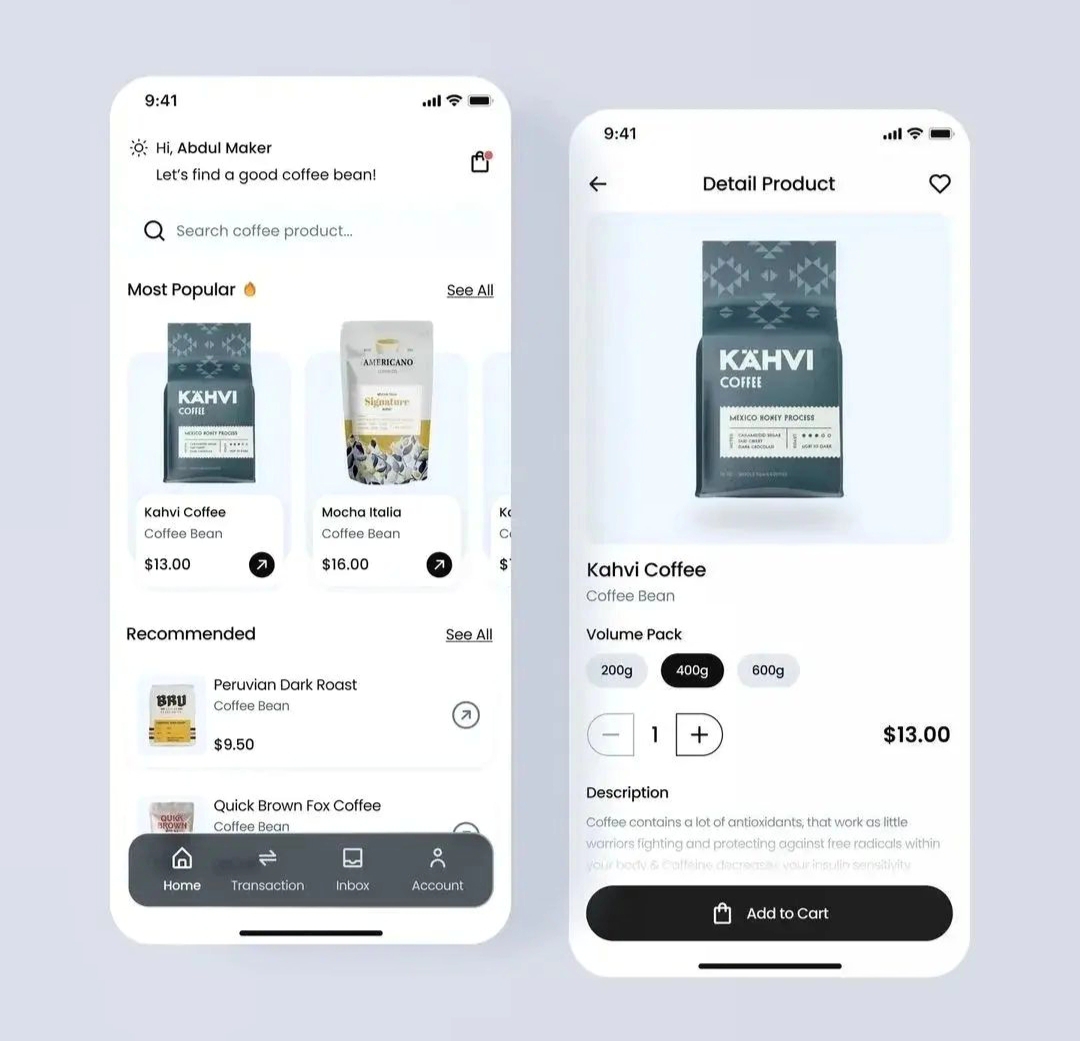 9:41
Hi, Abdul Maker
Let's find a good coffee bean!
Search coffee product...
Most Popular
See All
KÄHVI
COFFEE
MEXICO HONEY PROCESS
AMERICANO
Signature
Kahvi Coffee
Coffee Bean
$13.00
Mocha Italia
Coffee Bean
$16.00
Recommended
See All
BRU
Peruvian Dark Roast
Coffee Bean
$9.50
QUICK
BROWN
Quick Brown Fox Coffee
Coffee Bean
Home
Transaction
Inbox
Account
9:41
Detail Product
KÄHVI
COFFEE
MEXICO HONEY PROCESS
Kahvi Coffee
Coffee Bean
Volume Pack
200g
400g
600g
1
$13.00
Description
Coffee contains a lot of antioxidants, that work as little
warriors fighting and protecting against free radicals within
your body & Caffeine decreases your insulin sensitivity
Add to Cart